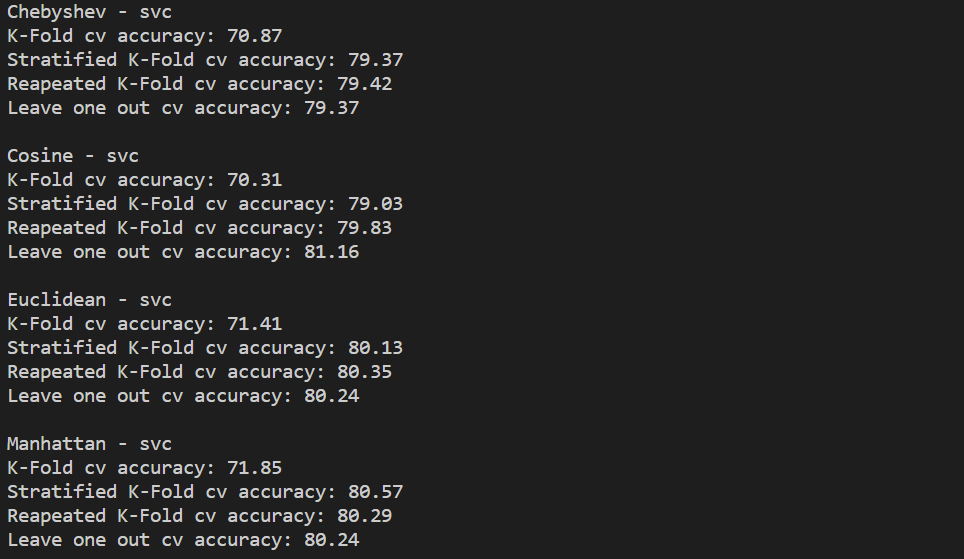 Chebyshev - svc
K-Fold cv accuracy: 70.87
Stratified K-Fold cv accuracy: 79.37
Reapeated K-Fold cv accuracy: 79.42
Leave one out cv accuracy: 79.37
Cosine - svc
K-Fold cv accuracy: 70.31
Stratified K-Fold cv accuracy: 79.03
Reapeated K-Fold cv accuracy: 79.83
Leave one out cv accuracy: 81.16
Euclidean - svc
K-Fold cv accuracy: 71.41
Stratified K-Fold cv accuracy: 80.13
Reapeated K-Fold cv accuracy: 80.35
Leave one out cv accuracy: 80.24
Manhattan - svc
K-Fold cv accuracy: 71.85
Stratified K-Fold cv accuracy: 80.57
Reapeated K-Fold cv accuracy: 80.29
Leave one out cv accuracy: 80.24